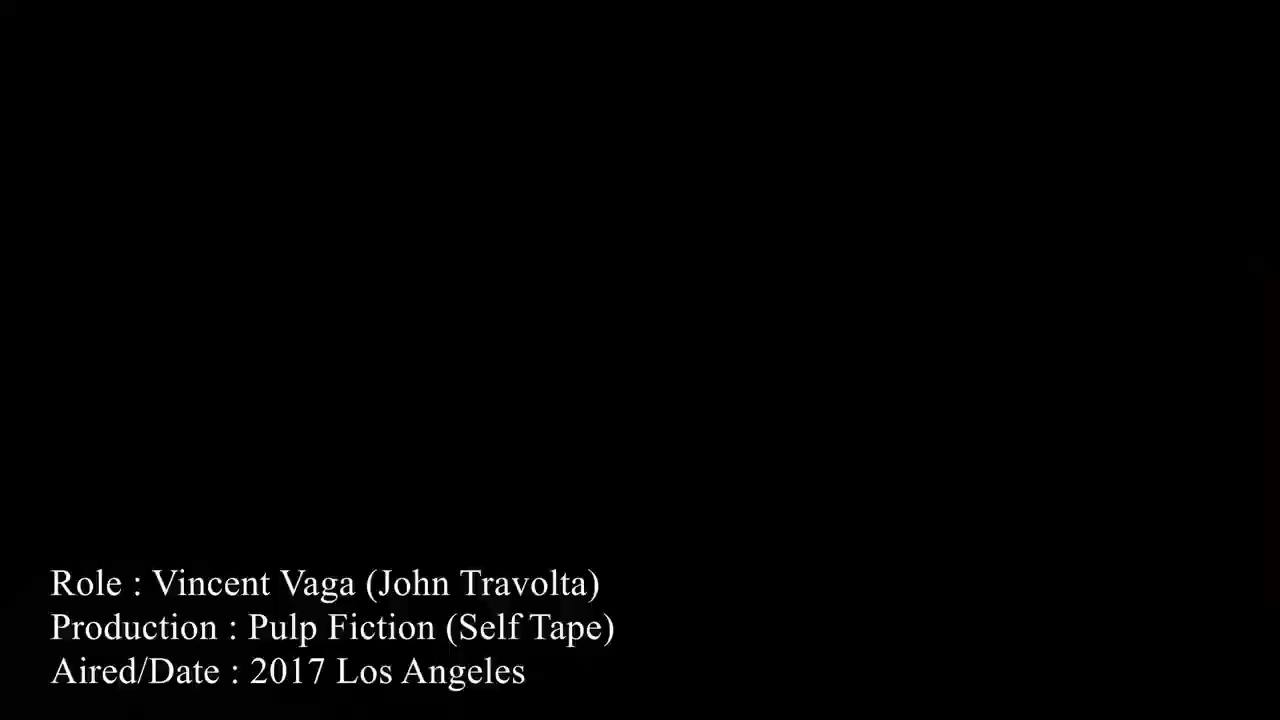 Role : Vincent Vaga (John Travolta)
Production : Pulp Fiction (Self Tape)
Aired/Date : 2017 Los Angeles